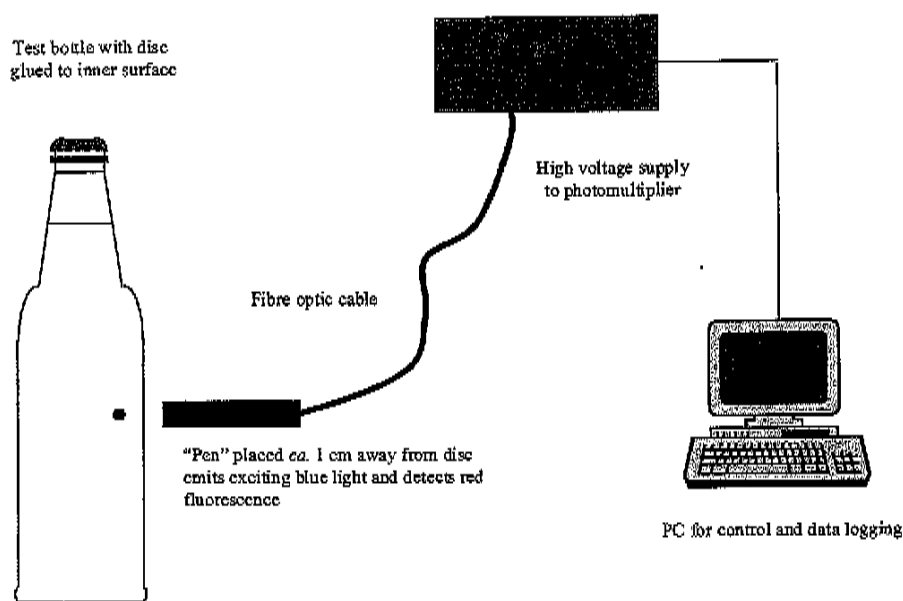 Test bottle with disc
glued to inner surface
High voltage supply
to photomultiplier
Fibre optic cable
"Pen" placed ca. 1 cm away from disc
emits exciting blue light and detects red
fluorescence
PC for control and data logging